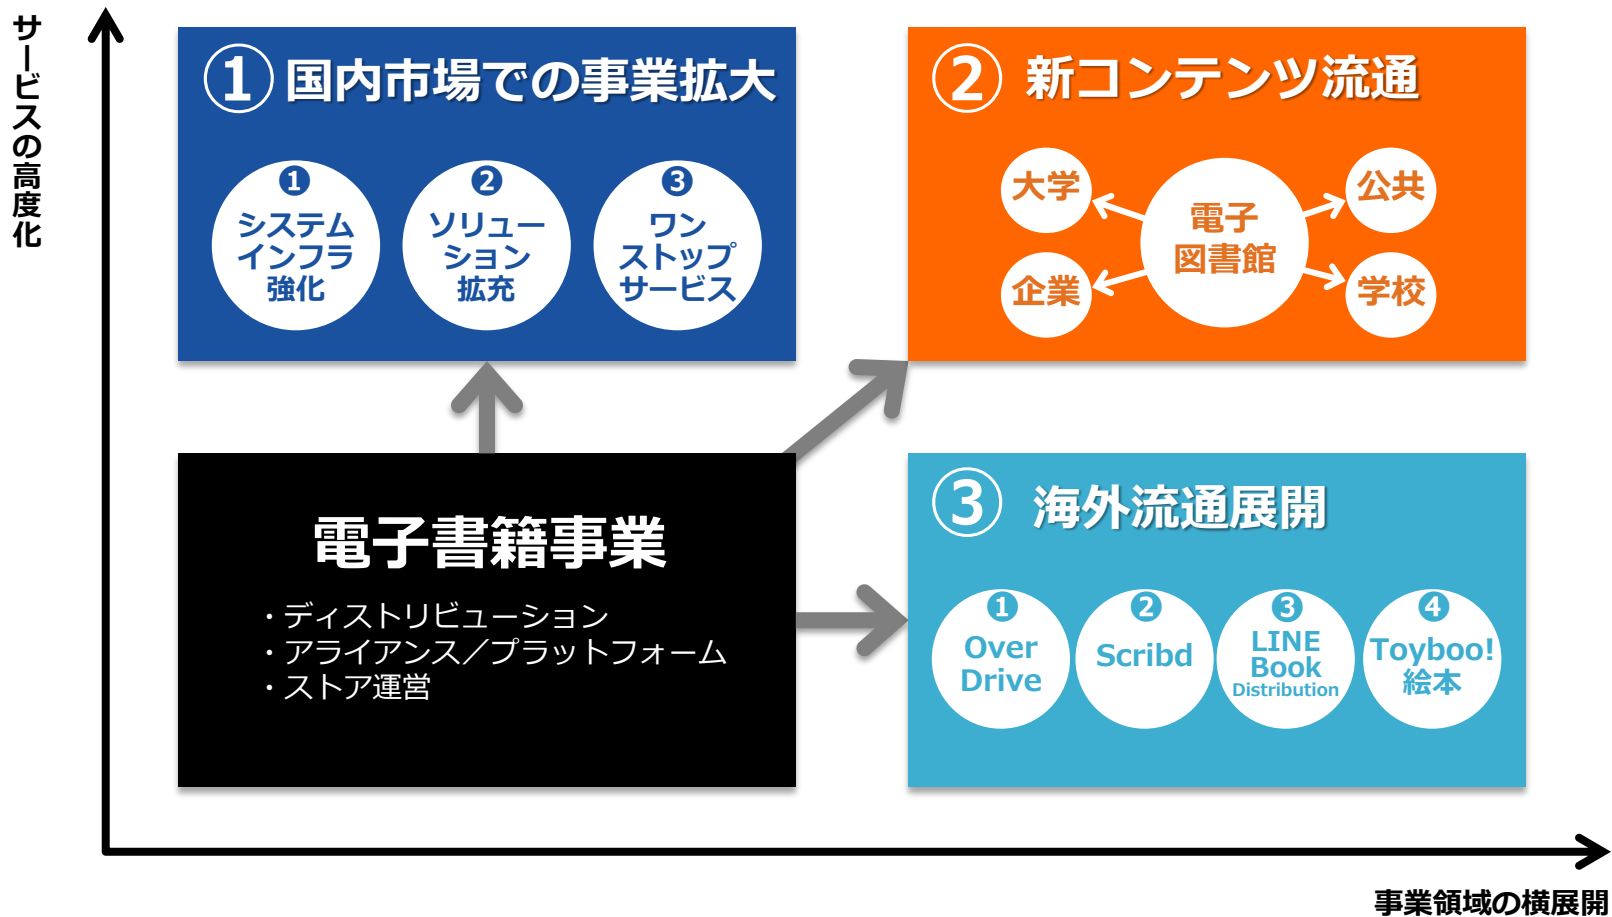 サービスの高度化
① 国内市場での事業拡大
❶
システム
インフラ
強化
❷
ソリュー
ション
拡充
❸
ワン
ストップ
サービス
② 新コンテンツ流通
大学
企業
電子
図書館
公共
学校
電子書籍事業
・ディストリビューション
・アライアンス／プラットフォーム
・ストア運営
③ 海外流通展開
❶
Over
Drive
❷
Scribd
❸
LINE
Book
Distribution
❹
Toyboo!
絵本
事業領域の横展開